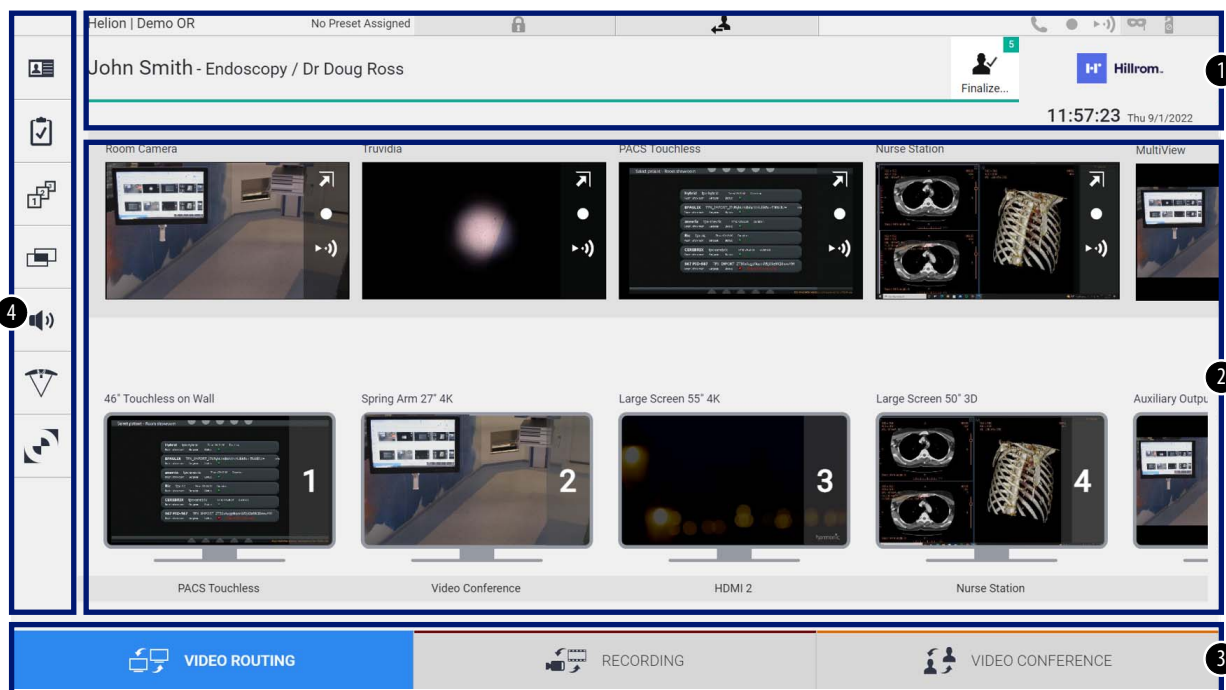 Helion | Demo OR No Preset Assigned
5
John Smith - Endoscopy / Dr Doug Ross
Finalize...
Hillrom.
1
11:57:23 Thu 9/1/2022
Room Camera Truvidia PACS Touchless Nurse Station MultiView
4
2
46" Touchless on Wall Spring Arm 27" 4K Large Screen 55" 4K Large Screen 50" 3D Auxiliary Outpu
1 2 3 4
harmonic
PACS Touchless Video Conference HDMI 2 Nurse Station
VIDEO ROUTING RECORDING VIDEO CONFERENCE
3